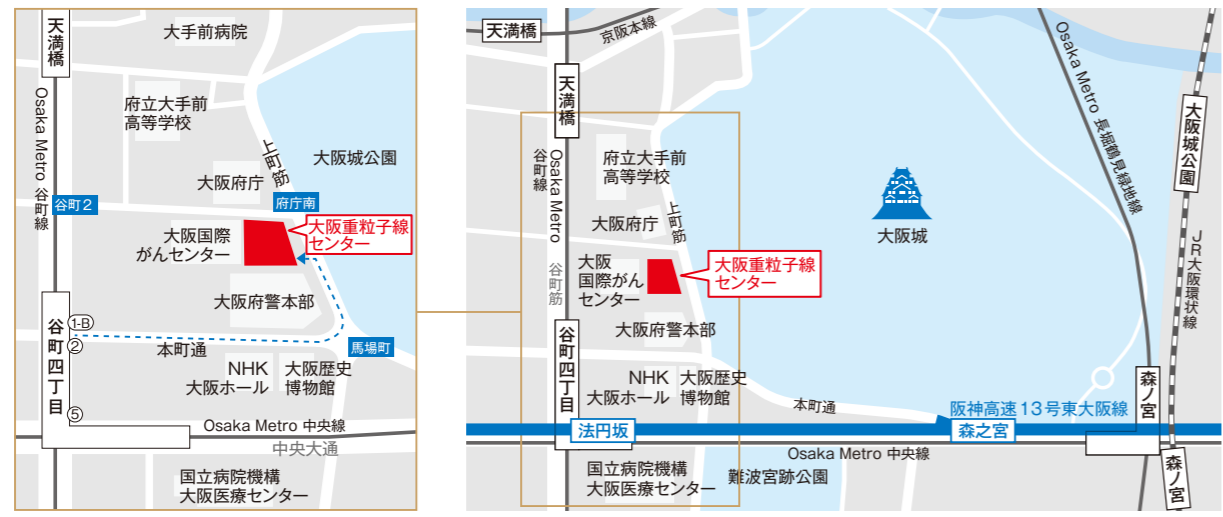 天満橋
大手前病院
Osaka Metro 谷町線
府立大手前
高等学校
上町筋
大阪城公園
大阪府庁
谷町2
府庁南
大阪重粒子線
センター
大阪国際
がんセンター
大阪府警本部
谷町四丁目
1-B
②
本町通
馬場町
NHK
大阪ホール
大阪歴史
博物館
⑤
Osaka Metro 中央線
中央大通
国立病院機構
大阪医療センター
天満橋
京阪本線
天満橋
Osaka Metro
谷町線
府立大手前
高等学校
上町筋
大阪府庁
谷町筋
大阪
国際がん
センター
大阪重粒子線
センター
大阪府警本部
大阪城
Osaka Metro 長堀鶴見緑地線
大阪城公園
JR大阪環状線
谷町四丁目
NHK
大阪ホール
大阪歴史
博物館
本町通
阪神高速13号東大阪線
森ノ宮
法円坂
森之宮
Osaka Metro 中央線
国立病院機構
大阪医療センター
難波宮跡公園
森ノ宮